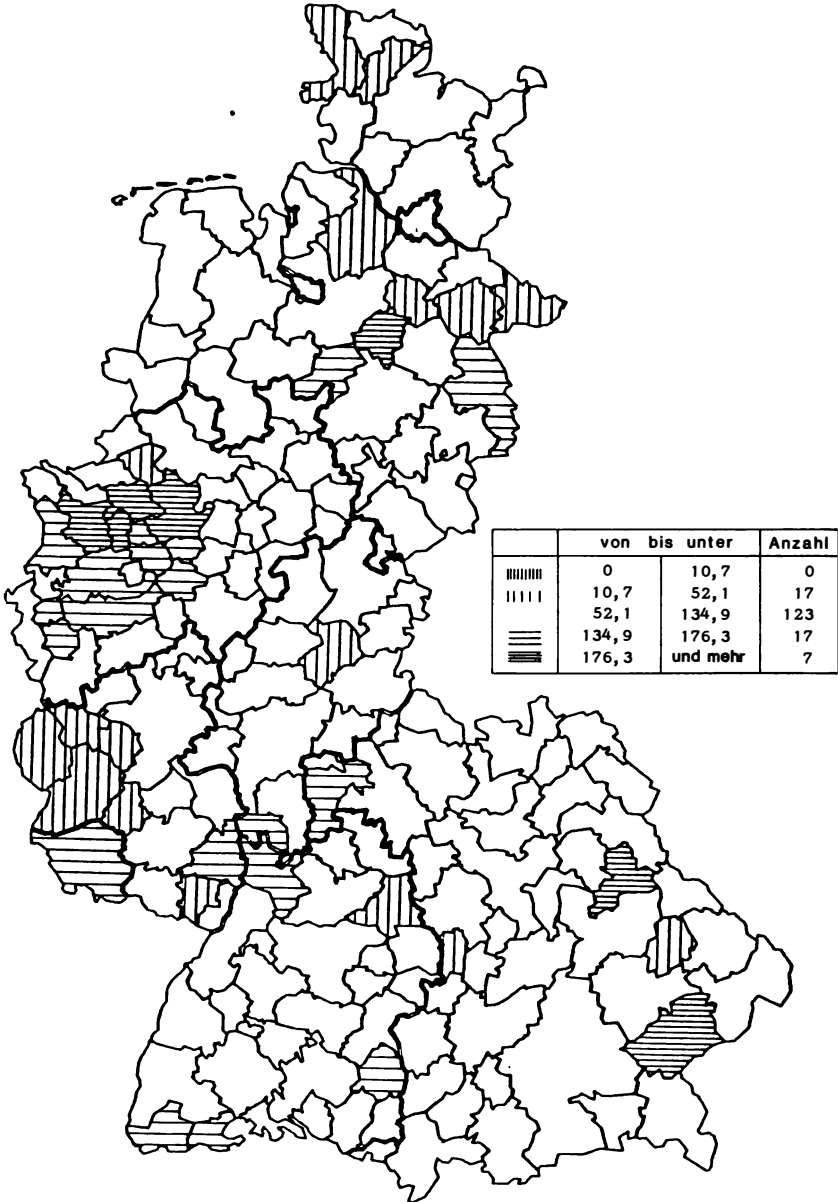 von bis unter Anzahl
0 10,7 0
10,7 52,1 17
52,1 134,9 123
134,9 176,3 17
176,3 und mehr 7